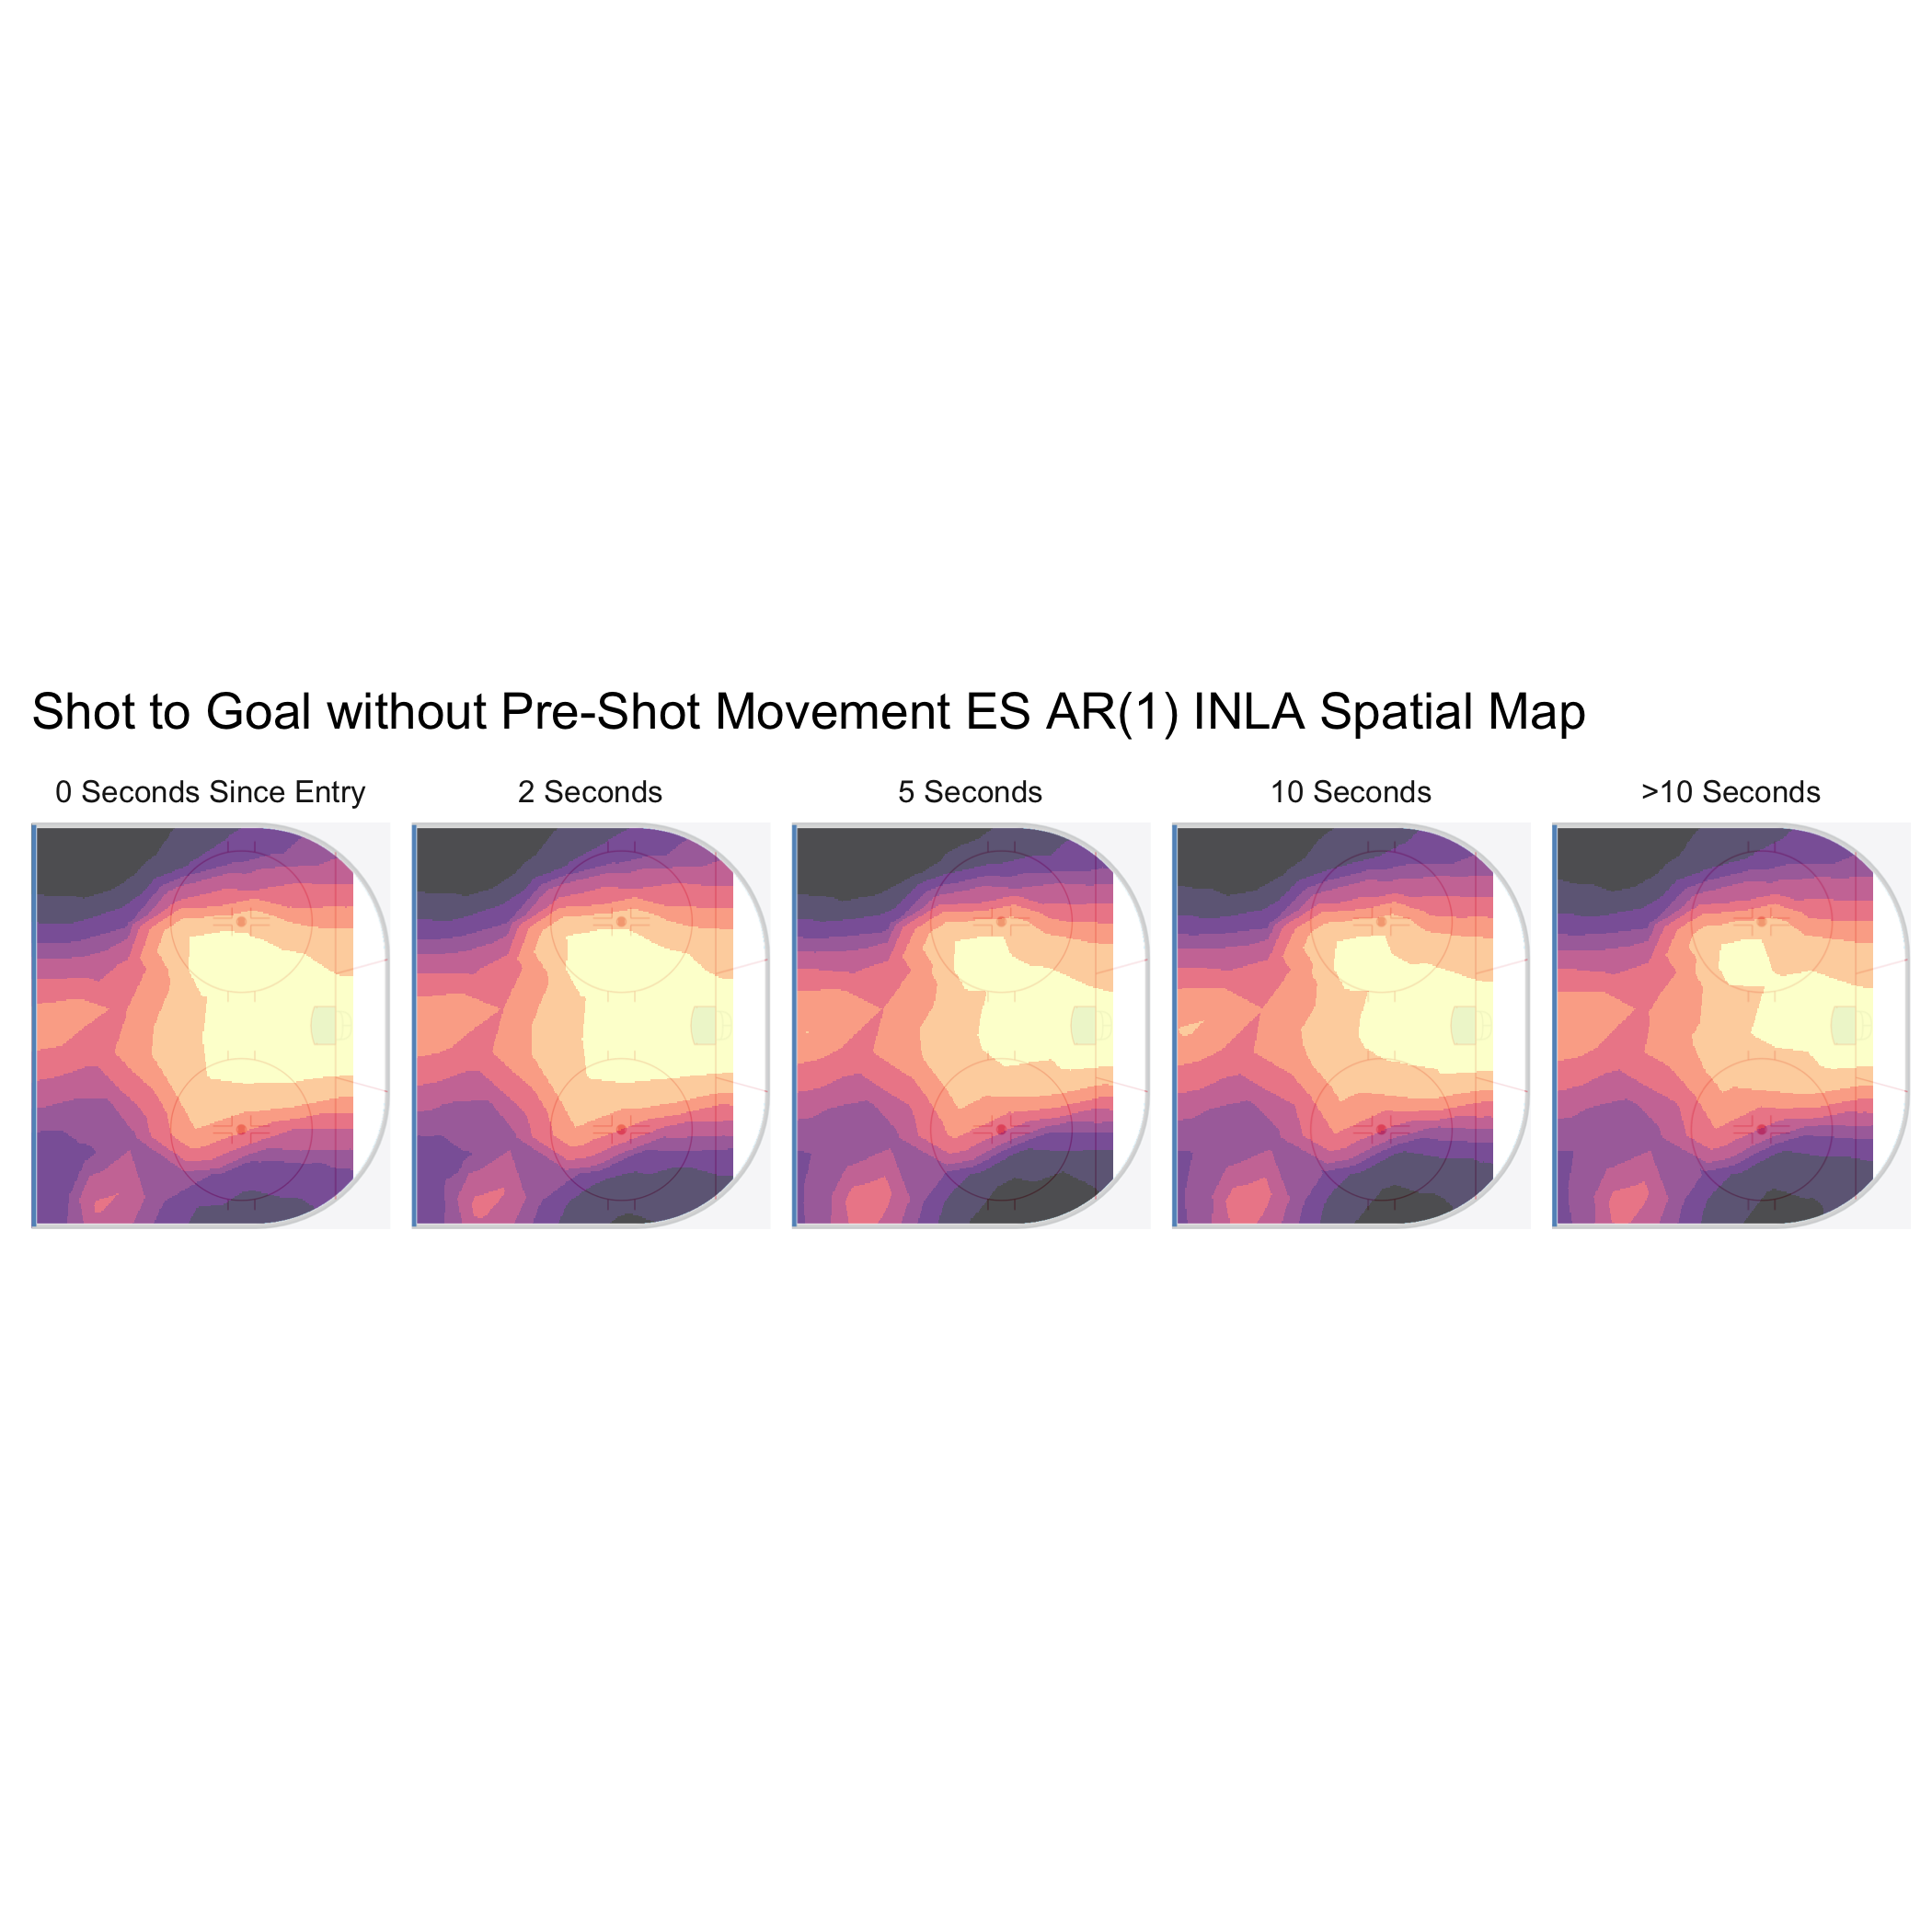 Shot to Goal without Pre-Shot Movement ES AR(1) INLA Spatial Map
0 Seconds Since Entry
2 Seconds
5 Seconds
10 Seconds
>10 Seconds